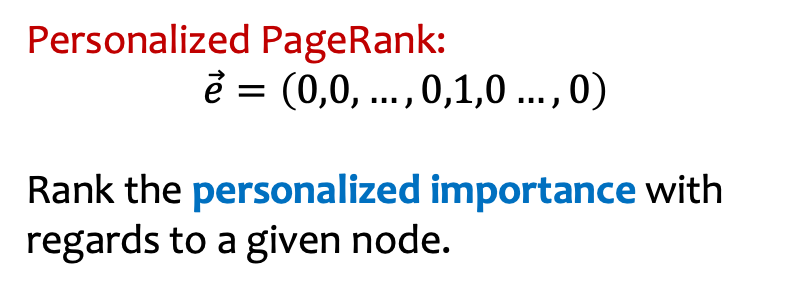 Personalized PageRank:
𝑒⃗ = (0,0, … , 0,1,0 … , 0)
Rank the personalized importance with
regards to a given node.